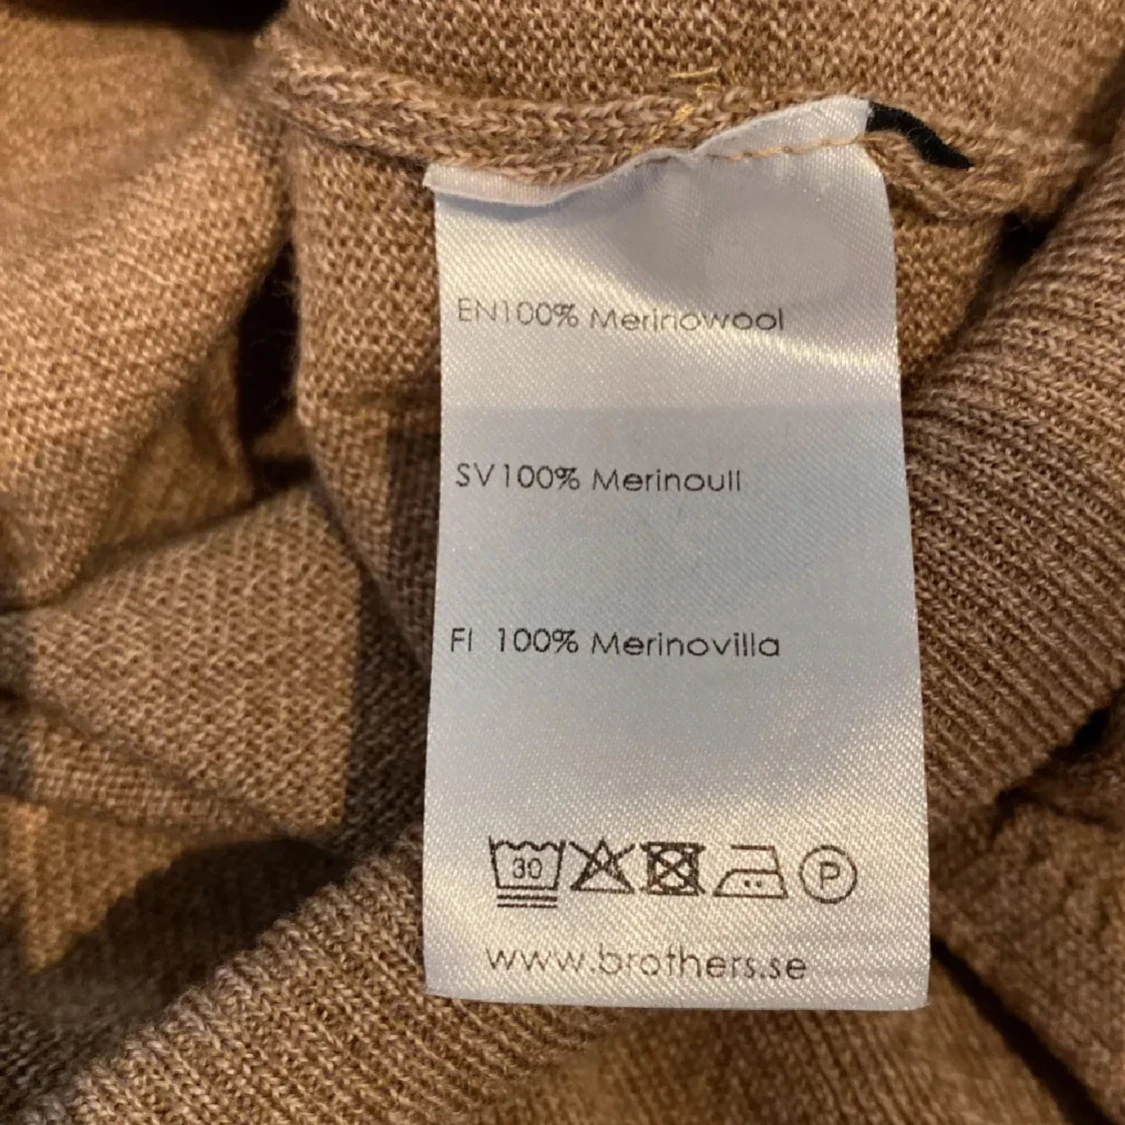 EN100% Merinowool
SV100% Merinoull
FI 100% Merinovilla
30 P
www.brothers.se